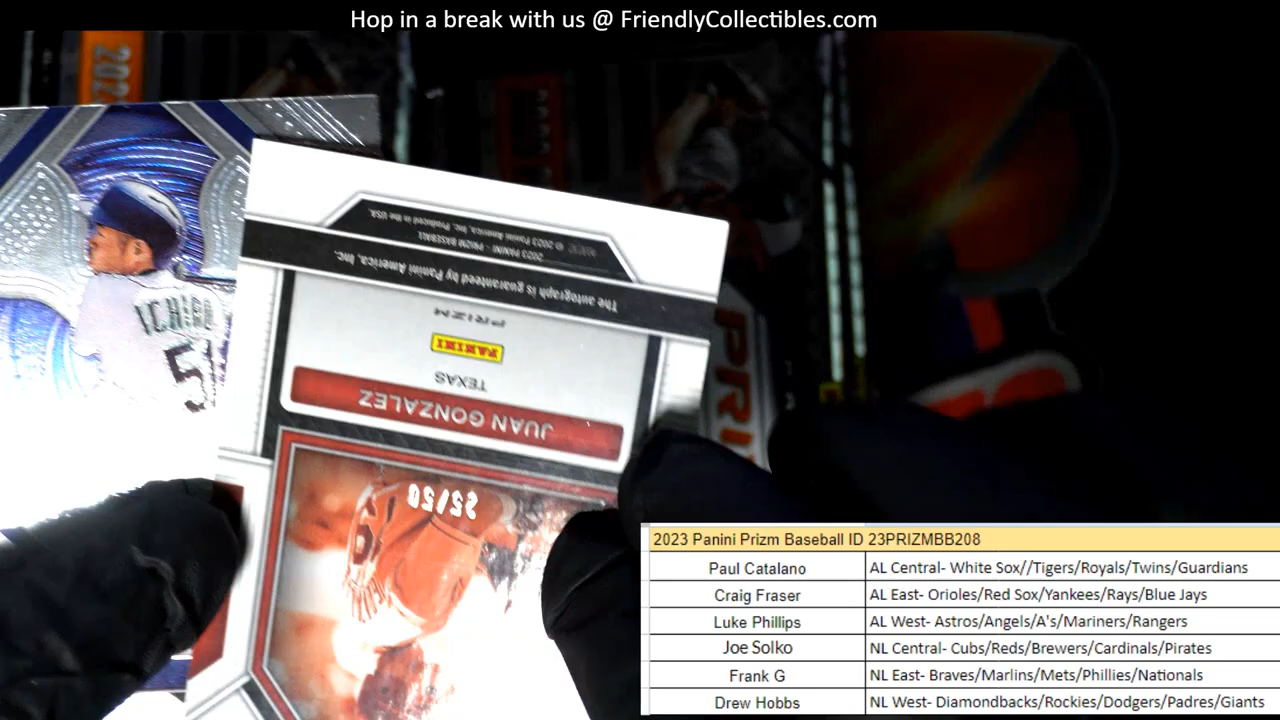 Hop in a break with us @ FriendlyCollectibles.com
202
ICHIRO
51
© 2023 Panini America, Inc. Produced in the USA.
2023 PANINI - PRIZM BASEBALL
The autograph is guaranteed by Panini America, Inc.
PRIZM
PANINI
TEXAS
JUAN GONZALEZ
PRI
2023 Panini Prizm Baseball ID 23PRIZMBB208
Paul Catalano AL Central- White Sox//Tigers/Royals/Twins/Guardians
Craig Fraser AL East- Orioles/Red Sox/Yankees/Rays/Blue Jays
Luke Phillips AL West- Astros/Angels/A's/Mariners/Rangers
Joe Solko NL Central- Cubs/Reds/Brewers/Cardinals/Pirates
Frank G NL East- Braves/Marlins/Mets/Phillies/Nationals
Drew Hobbs NL West- Diamondbacks/Rockies/Dodgers/Padres/Giants